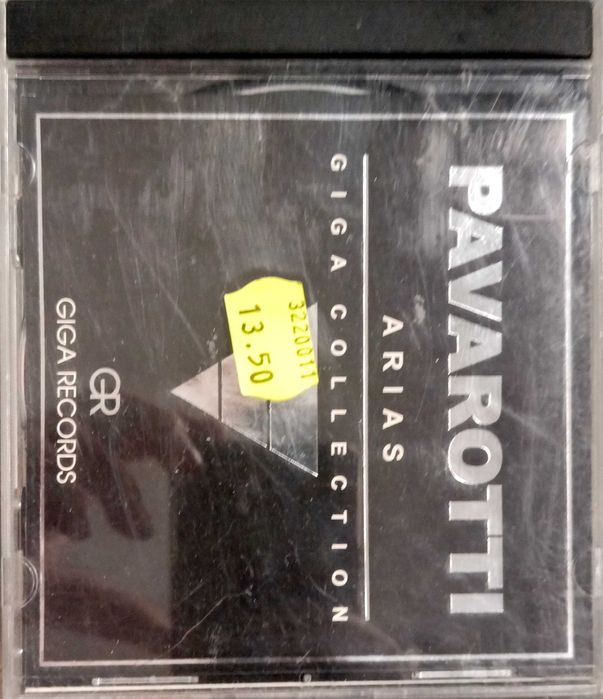 PAVAROTTI
ARIAS
GIGA COLLECTION
3220011
13.50
GR
GIGA RECORDS